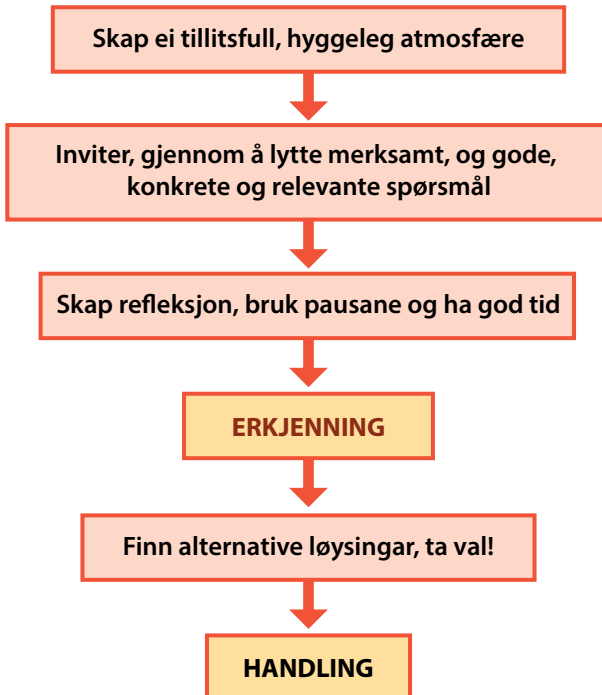 Skap ei tillitsfull, hyggeleg atmosfære
Inviter, gjennom å lytte merksamt, og gode,
konkrete og relevante spørsmål
Skap refleksjon, bruk pausane og ha god tid
ERKJENNING
Finn alternative løysingar, ta val!
HANDLING